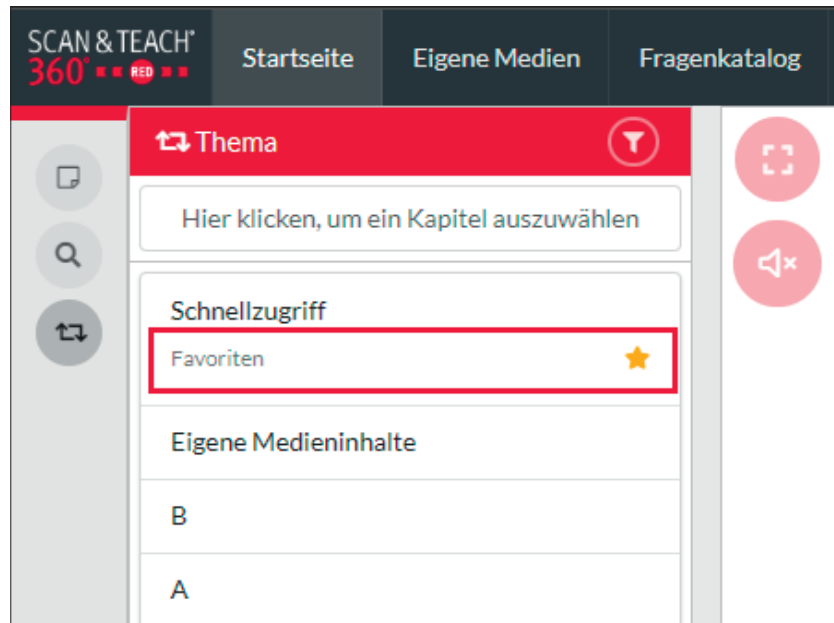 SCAN & TEACH®
360° RED
Startseite
Eigene Medien
Fragenkatalog
Thema
Hier klicken, um ein Kapitel auszuwählen
Schnellzugriff
Favoriten
Eigene Medieninhalte
B
A